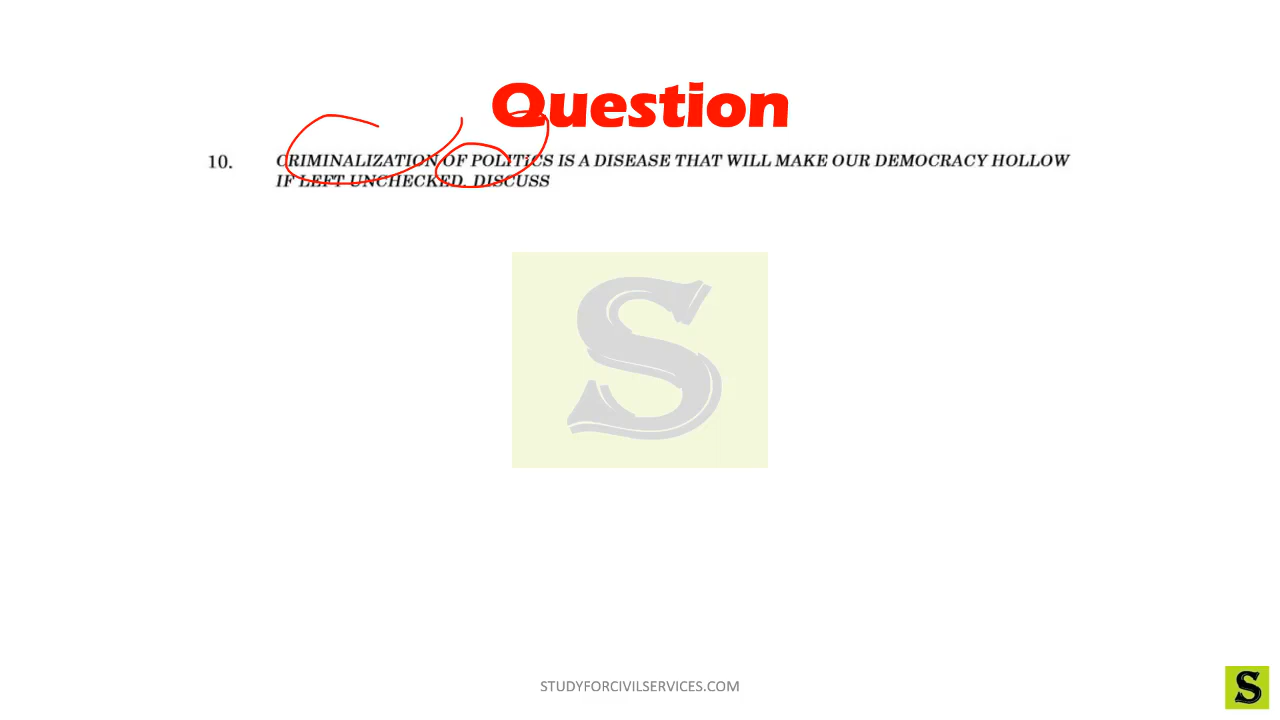 Question
10. CRIMINALIZATION OF POLITICS IS A DISEASE THAT WILL MAKE OUR DEMOCRACY HOLLOW
IF LEFT UNCHECKED. DISCUSS
S
STUDYFORCIVILSERVICES.COM
S